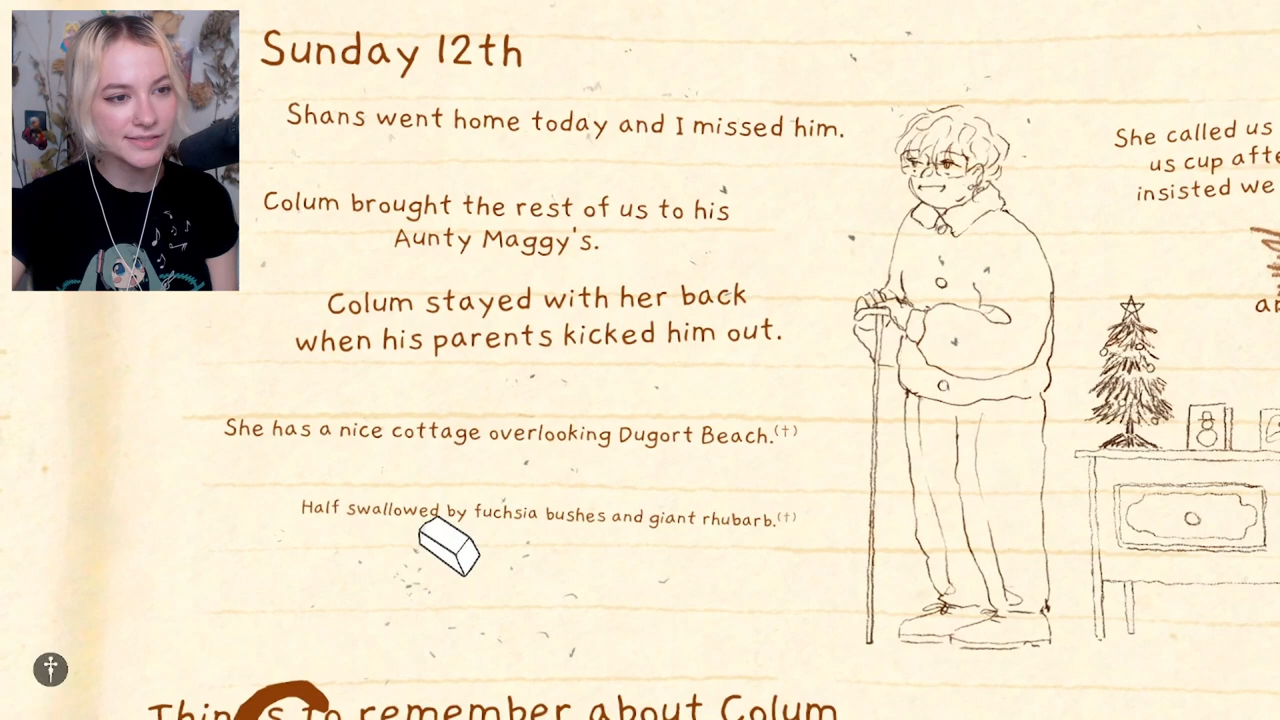 Sunday 12th
Shans went home today and I missed him.
Colum brought the rest of us to his
Aunty Maggy's.
Colum stayed with her back
when his parents kicked him out.
She has a nice cottage overlooking Dugort Beach.(†)
Half swallowed by fuchsia bushes and giant rhubarb.(†)
She called us
us cup afte
insisted we
Things to remember about Colum